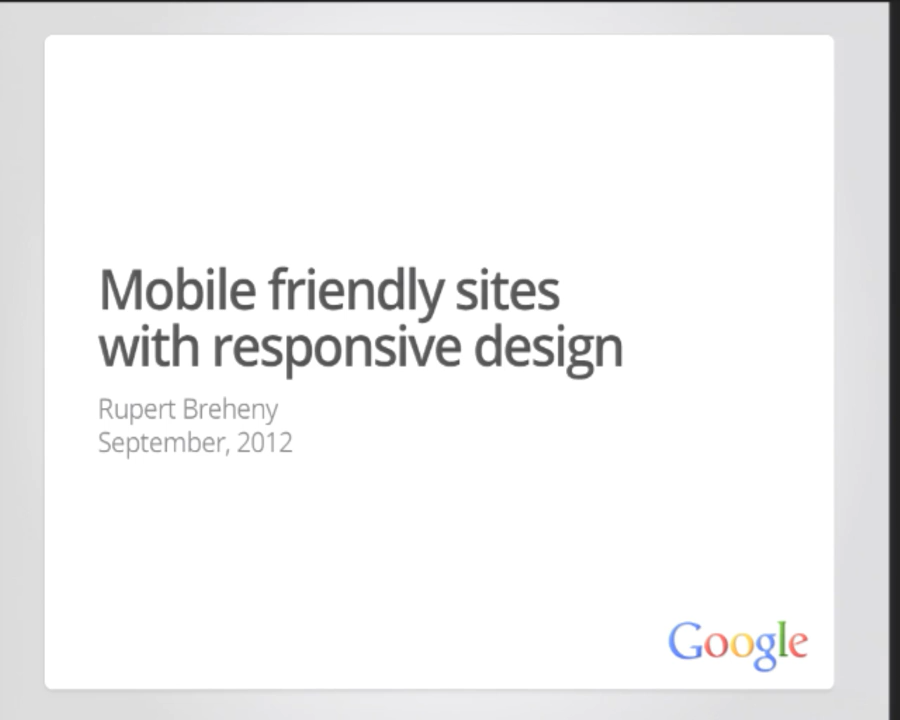 Mobile friendly sites
with responsive design
Rupert Breheny
September, 2012
Google